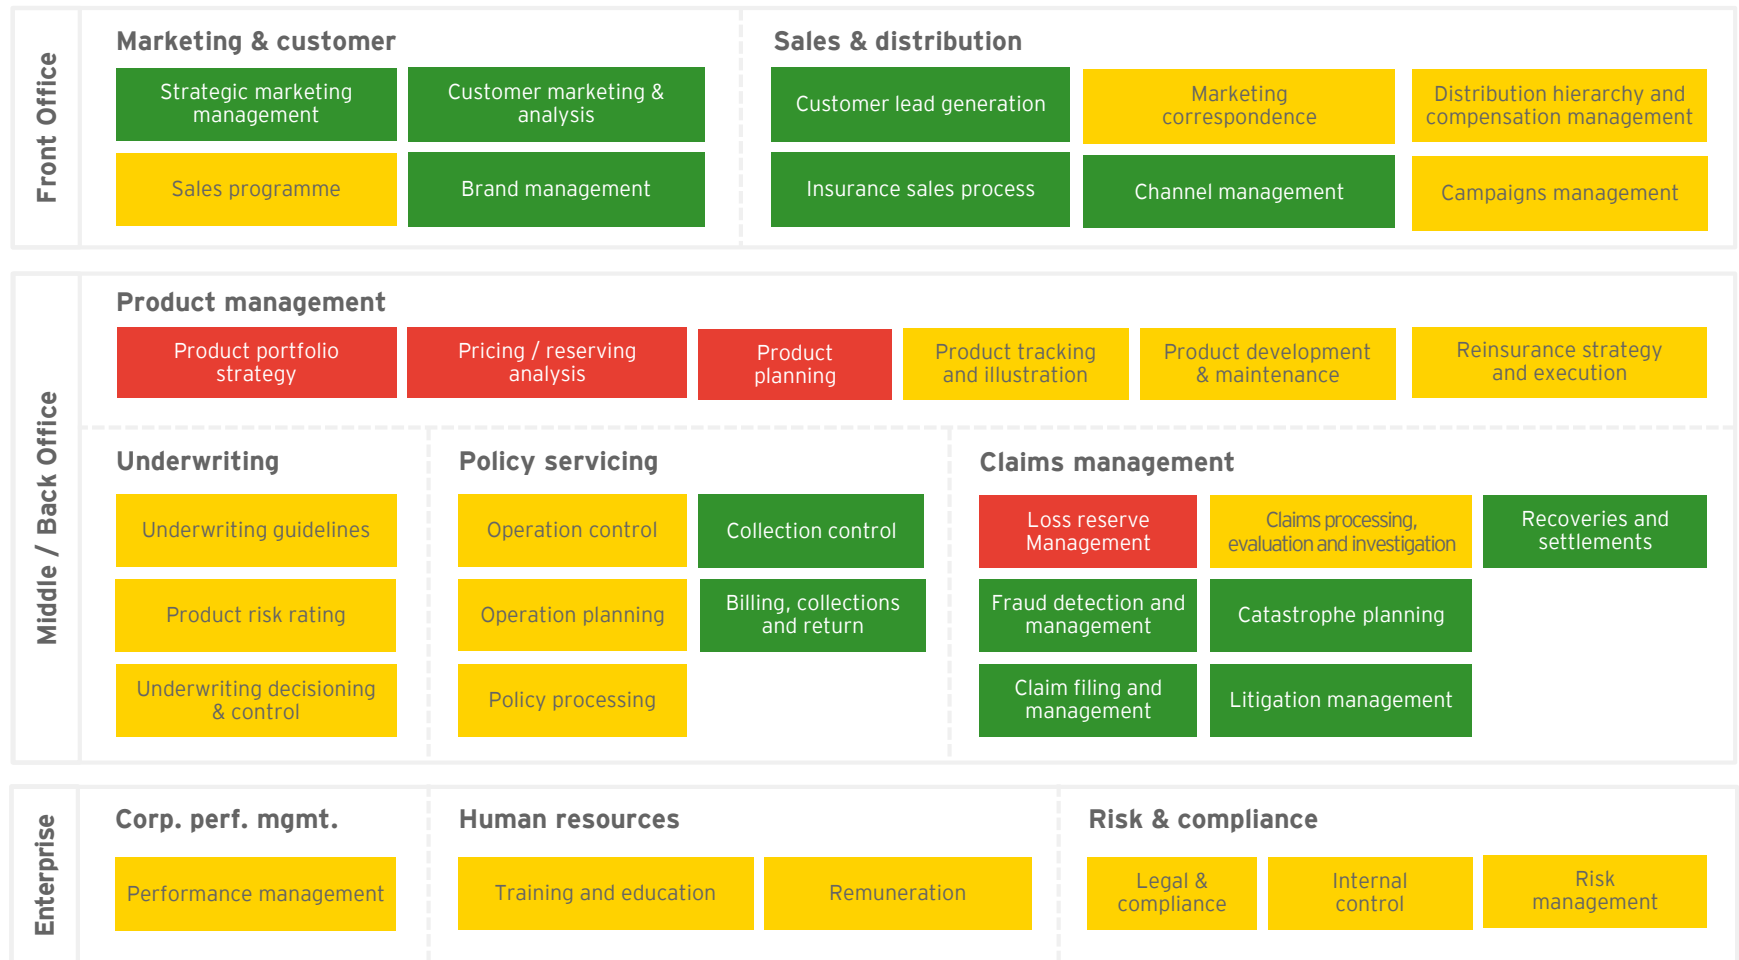 Front Office
Marketing & customer
Strategic marketing
management
Customer marketing &
analysis
Sales programme
Brand management
Sales & distribution
Customer lead generation
Marketing
correspondence
Distribution hierarchy and
compensation management
Insurance sales process
Channel management
Campaigns management
Middle / Back Office
Product management
Product portfolio
strategy
Pricing / reserving
analysis
Product
planning
Product tracking
and illustration
Product development
& maintenance
Reinsurance strategy
and execution
Underwriting
Underwriting guidelines
Product risk rating
Underwriting decisioning
& control
Policy servicing
Operation control
Collection control
Operation planning
Billing, collections
and return
Policy processing
Claims management
Loss reserve
Management
Claims processing,
evaluation and investigation
Recoveries and
settlements
Fraud detection and
management
Catastrophe planning
Claim filing and
management
Litigation management
Enterprise
Corp. perf. mgmt.
Performance management
Human resources
Training and education
Remuneration
Risk & compliance
Legal &
compliance
Internal
control
Risk
management